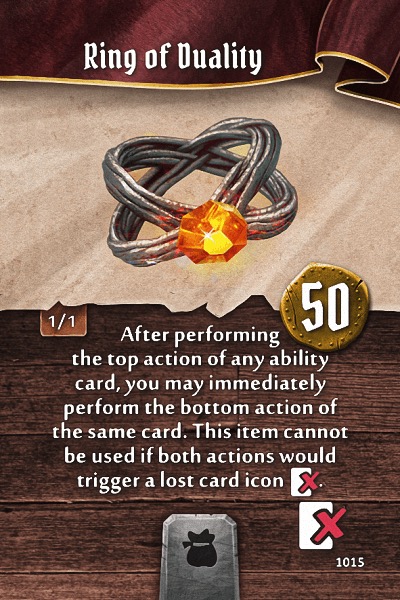 Ring of Duality
50
1/1
After performing
the top action of any ability
card, you may immediately
perform the bottom action of
the same card. This item cannot
be used if both actions would
trigger a lost card icon .
1015